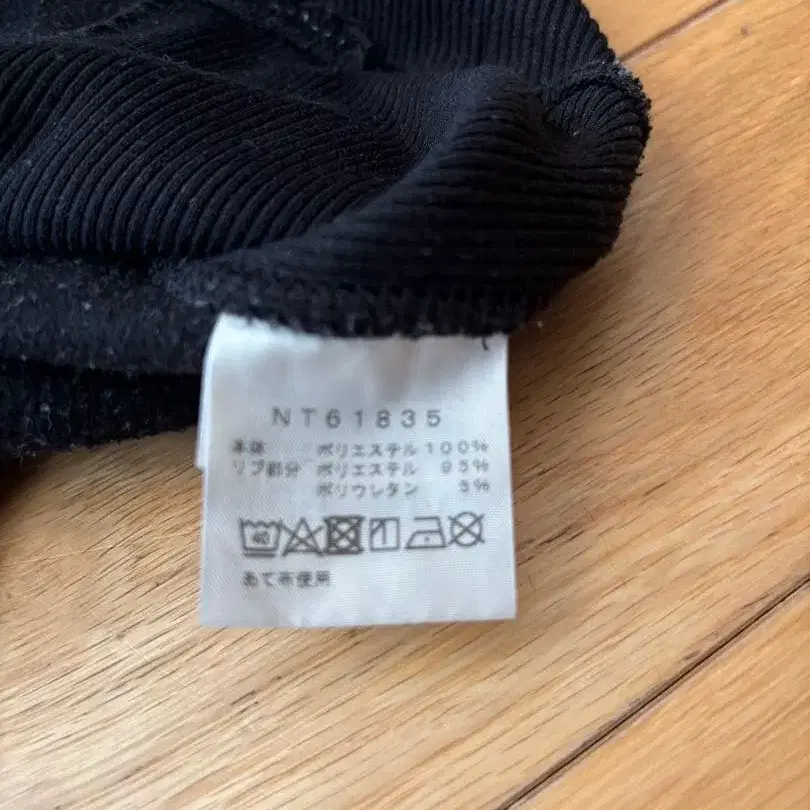 NT61835
本体 ポリエステル 100%
リブ部分 ポリエステル 95%
ポリウレタン 5%
40
あて布使用